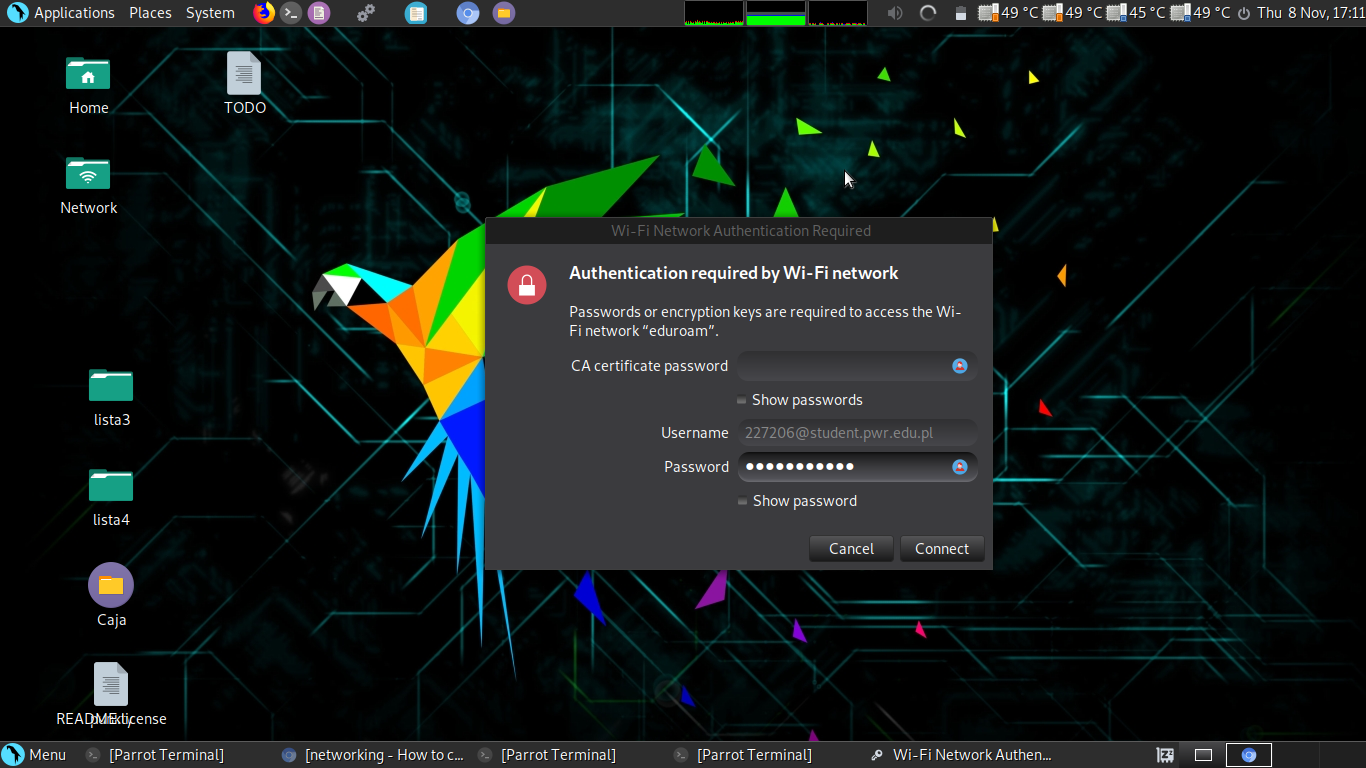 Applications Places System 49 °C 49 °C 45 °C 49 °C Thu 8 Nov, 17:11
Home
TODO
Network
lista3
lista4
Caja
Wi-Fi Network Authentication Required
Authentication required by Wi-Fi network
Passwords or encryption keys are required to access the Wi-
Fi network “eduroam”.
CA certificate password
Show passwords
Username 227206@student.pwr.edu.pl
Password ●●●●●●●●●●●
Show password
Cancel Connect
Menu [Parrot Terminal] [networking - How to c... [Parrot Terminal] [Parrot Terminal] Wi-Fi Network Authen...